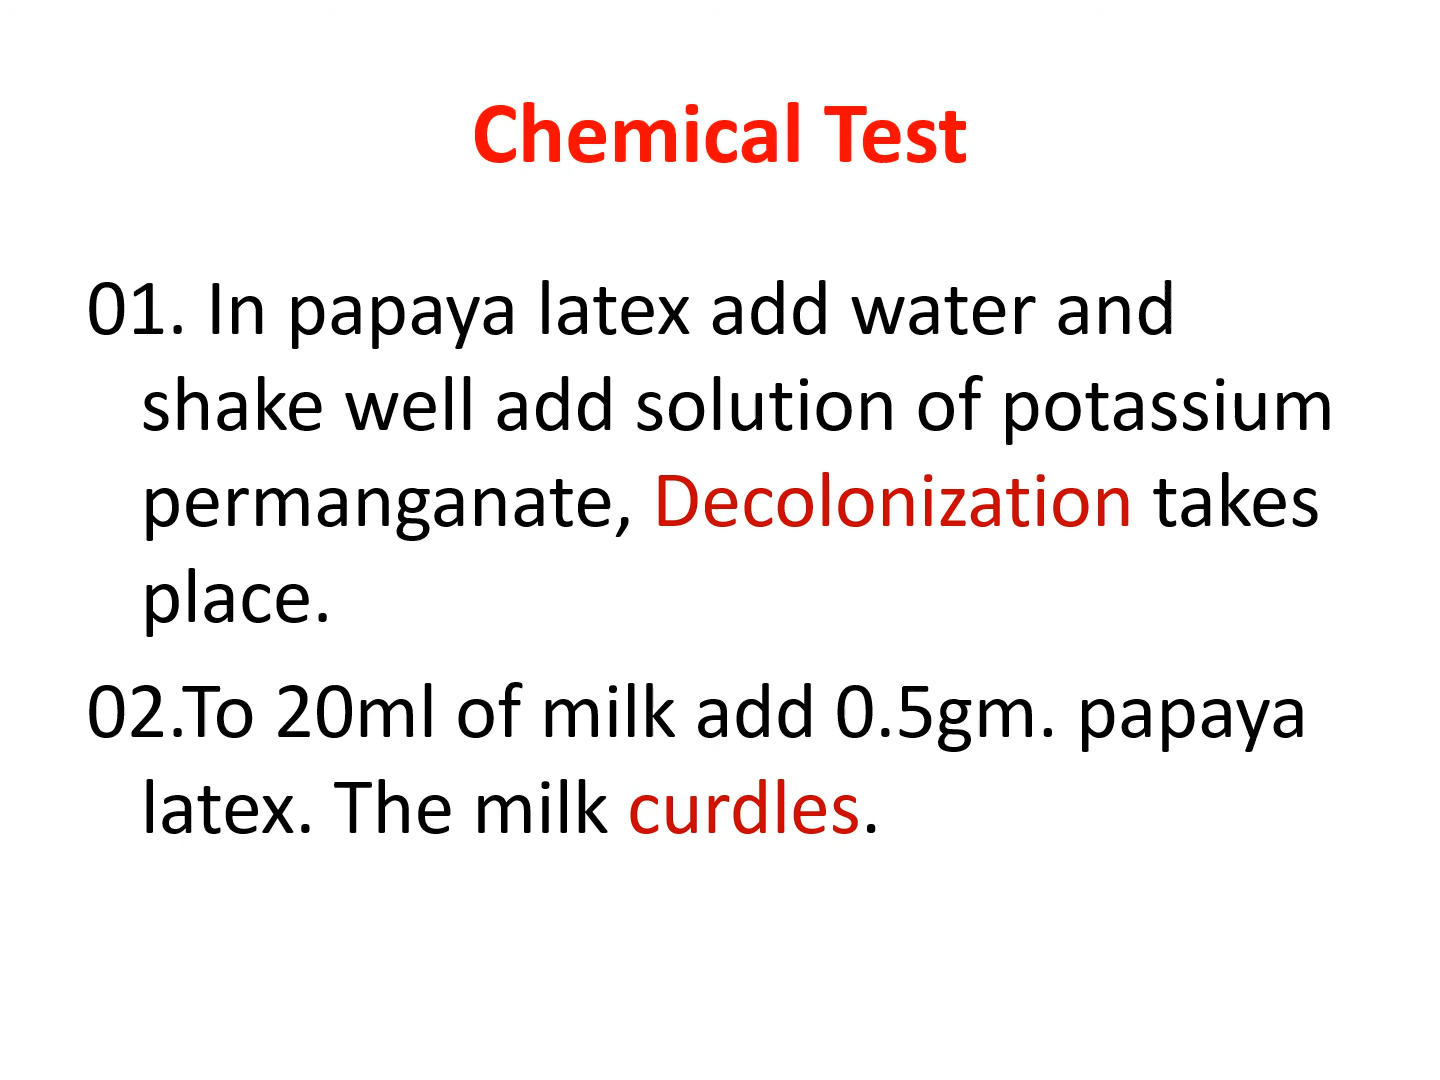 Chemical Test
01. In papaya latex add water and
shake well add solution of potassium
permanganate, Decolonization takes
place.
02.To 20ml of milk add 0.5gm. papaya
latex. The milk curdles.